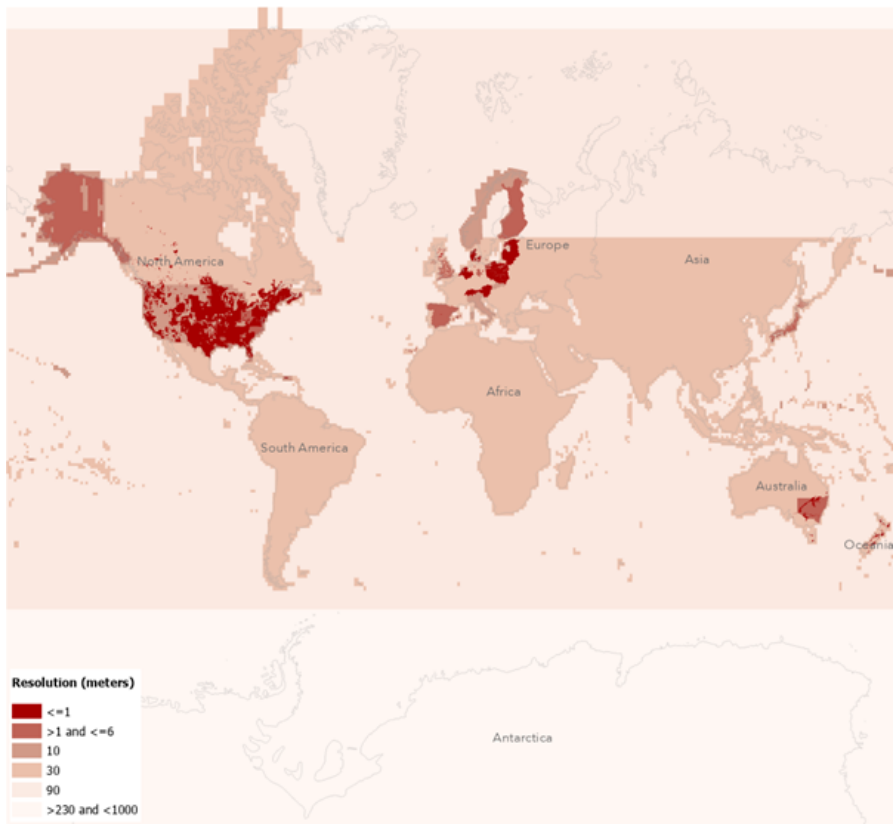 North America
Europe
Asia
Africa
South America
Australia
Oceania
Antarctica
Resolution (meters)
<=1
>1 and <=6
10
30
90
>230 and <1000